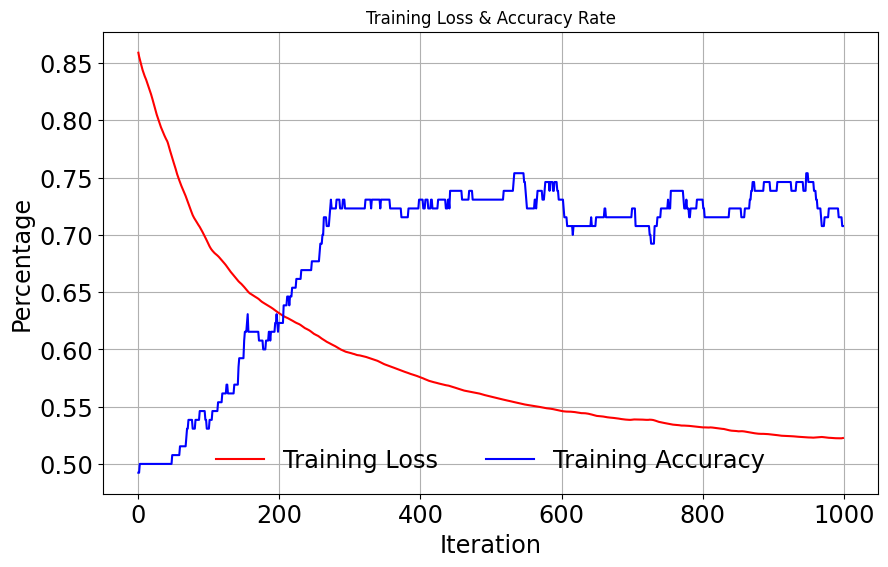 Training Loss & Accuracy Rate
Percentage
0.85
0.80
0.75
0.70
0.65
0.60
0.55
0.50
Training Loss Training Accuracy
0 200 400 600 800 1000
Iteration